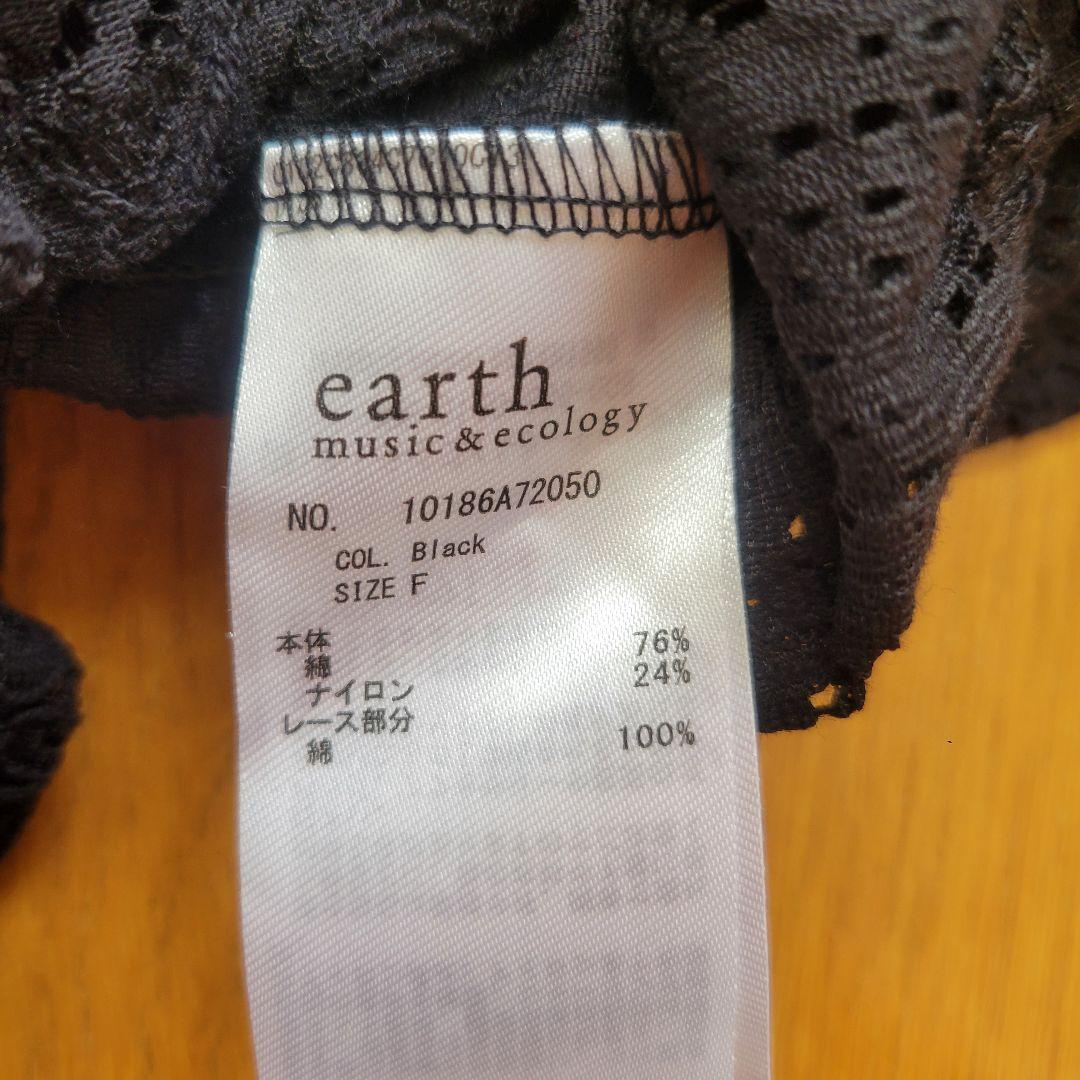 earth
music & ecology
NO. 10186A72050
COL. Black
SIZE F
本体
綿 76%
ナイロン 24%
レース部分
綿 100%